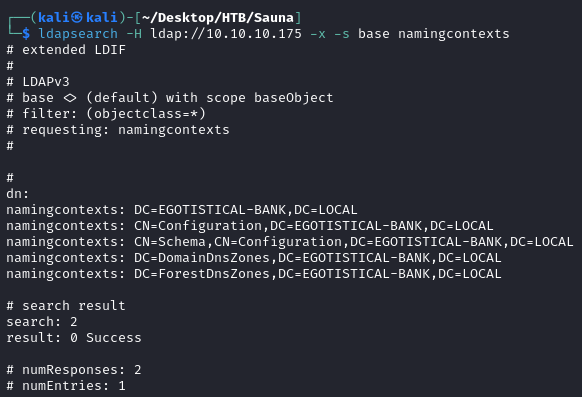 ┌──(kali㉿kali)-[~/Desktop/HTB/Sauna]
└─$ ldapsearch -H ldap://10.10.10.175 -x -s base namingcontexts
# extended LDIF
#
# LDAPv3
# base <> (default) with scope baseObject
# filter: (objectclass=*)
# requesting: namingcontexts
#

#
dn:
namingcontexts: DC=EGOTISTICAL-BANK,DC=LOCAL
namingcontexts: CN=Configuration,DC=EGOTISTICAL-BANK,DC=LOCAL
namingcontexts: CN=Schema,CN=Configuration,DC=EGOTISTICAL-BANK,DC=LOCAL
namingcontexts: DC=DomainDnsZones,DC=EGOTISTICAL-BANK,DC=LOCAL
namingcontexts: DC=ForestDnsZones,DC=EGOTISTICAL-BANK,DC=LOCAL

# search result
search: 2
result: 0 Success

# numResponses: 2
# numEntries: 1